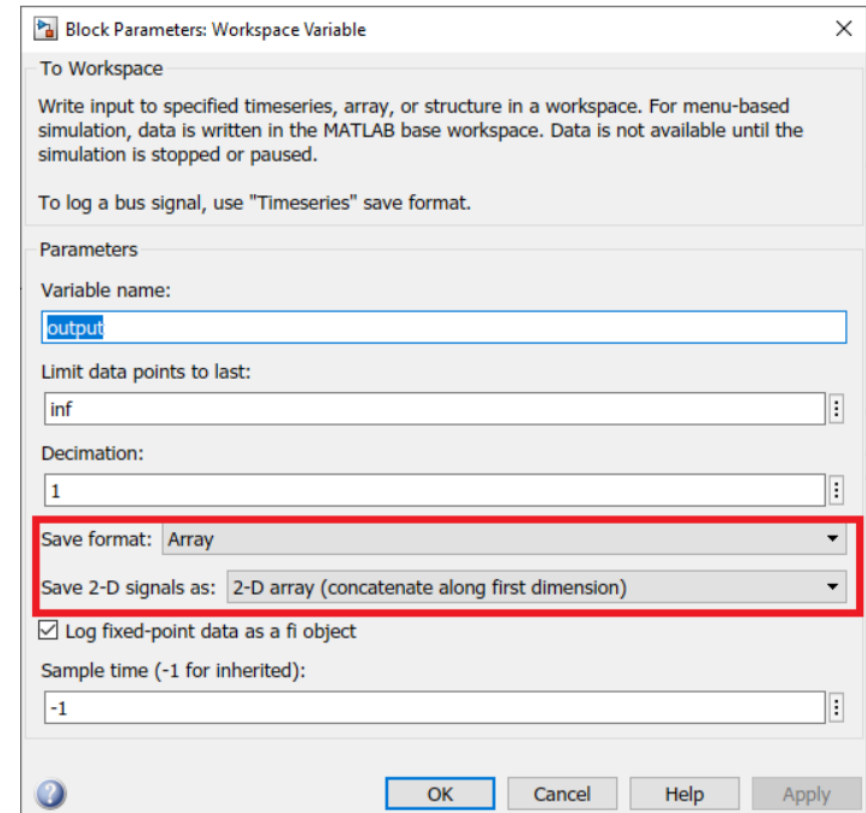 Block Parameters: Workspace Variable
To Workspace
Write input to specified timeseries, array, or structure in a workspace. For menu-based
simulation, data is written in the MATLAB base workspace. Data is not available until the
simulation is stopped or paused.
To log a bus signal, use "Timeseries" save format.
Parameters
Variable name:
output
Limit data points to last:
inf
Decimation:
1
Save format: Array
Save 2-D signals as: 2-D array (concatenate along first dimension)
Log fixed-point data as a fi object
Sample time (-1 for inherited):
-1
OK Cancel Help Apply